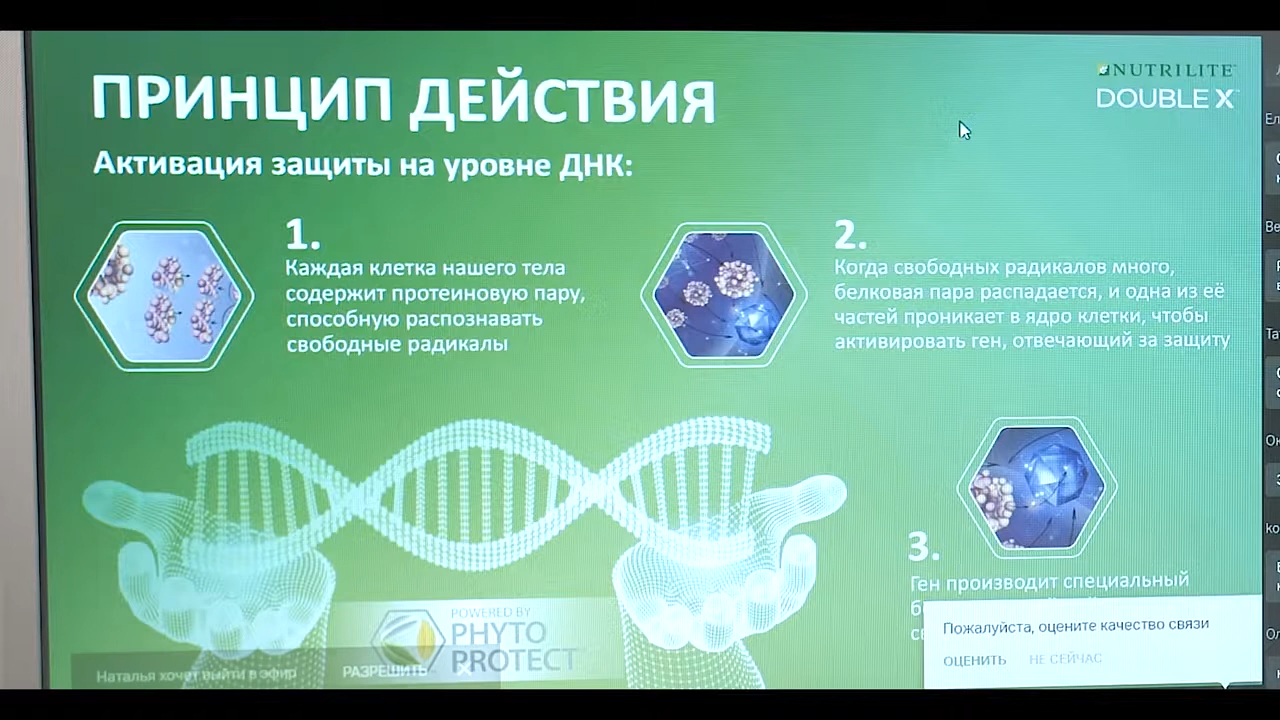 ПРИНЦИП ДЕЙСТВИЯ
NUTRILITE™
DOUBLE X™
Активация защиты на уровне ДНК:
1.
Каждая клетка нашего тела
содержит протеиновую пару,
способную распознавать
свободные радикалы
2.
Когда свободных радикалов много,
белковая пара распадается, и одна из её
частей проникает в ядро клетки, чтобы
активировать ген, отвечающий за защиту
3.
Ген производит специальный
POWERED BY
PHYTO
PROTECT™
Пожалуйста, оцените качество связи
ОЦЕНИТЬ НЕ СЕЙЧАС
Наталья хочет выйти в эфир РАЗРЕШИТЬ